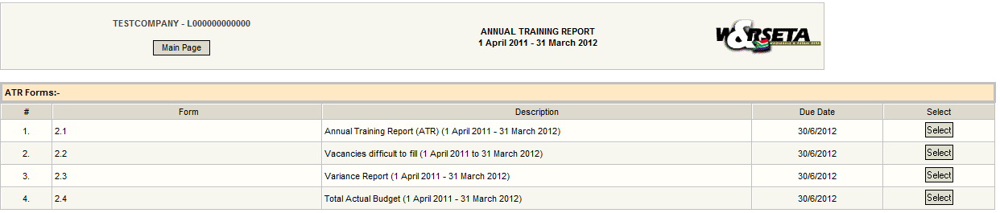 TESTCOMPANY - L000000000000
Main Page
ANNUAL TRAINING REPORT
1 April 2011 - 31 March 2012
W&RSETA
ATR Forms:-
# Form Description Due Date Select
1. 2.1 Annual Training Report (ATR) (1 April 2011 - 31 March 2012) 30/6/2012 Select
2. 2.2 Vacancies difficult to fill (1 April 2011 to 31 March 2012) 30/6/2012 Select
3. 2.3 Variance Report (1 April 2011 - 31 March 2012) 30/6/2012 Select
4. 2.4 Total Actual Budget (1 April 2011 - 31 March 2012) 30/6/2012 Select